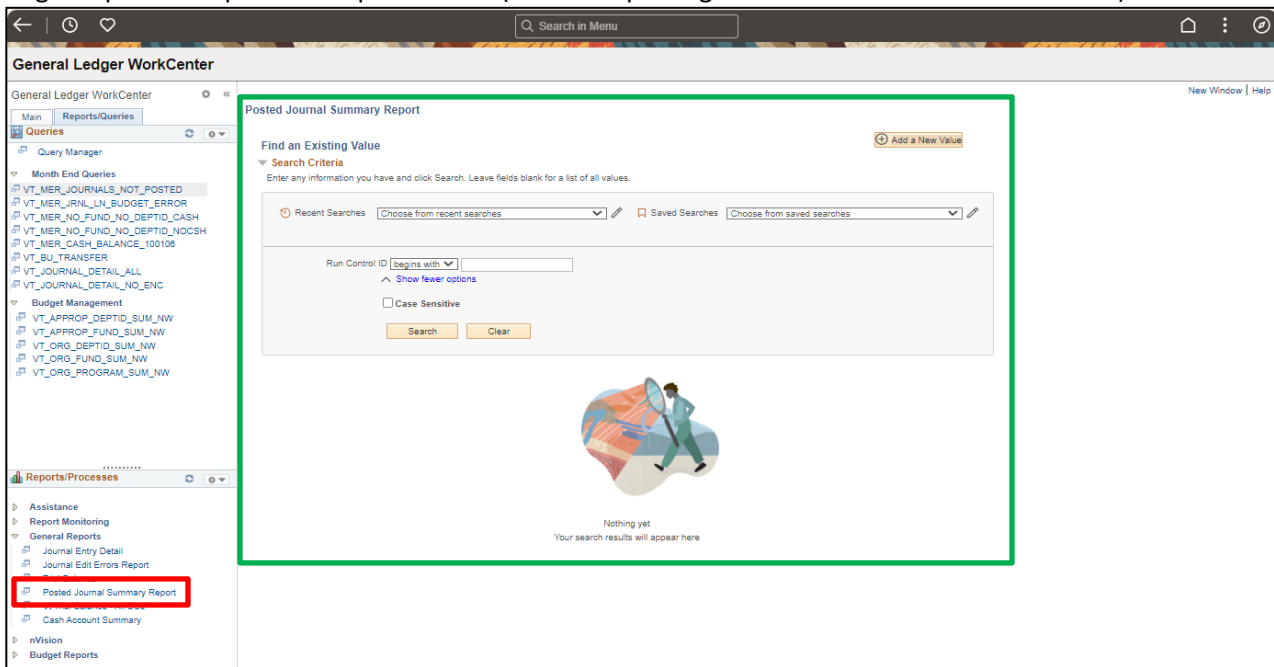 Search in Menu
General Ledger WorkCenter
General Ledger WorkCenter
New Window | Help
Main Reports/Queries
Queries
Query Manager
Month End Queries
VT_MER_JOURNALS_NOT_POSTED
VT_MER_JRNL_LN_BUDGET_ERROR
VT_MER_NO_FUND_NO_DEPTID_CASH
VT_MER_NO_FUND_NO_DEPTID_NOCSH
VT_MER_CASH_BALANCE_100106
VT_BU_TRANSFER
VT_JOURNAL_DETAIL_ALL
VT_JOURNAL_DETAIL_NO_ENC
Budget Management
VT_APPROP_DEPTID_SUM_NW
VT_APPROP_FUND_SUM_NW
VT_ORG_DEPTID_SUM_NW
VT_ORG_FUND_SUM_NW
VT_ORG_PROGRAM_SUM_NW
Reports/Processes
Assistance
Report Monitoring
General Reports
Journal Entry Detail
Journal Edit Errors Report
Posted Journal Summary Report
Cash Account Summary
nVision
Budget Reports
Posted Journal Summary Report
Add a New Value
Find an Existing Value
Search Criteria
Enter any information you have and click Search. Leave fields blank for a list of all values.
Recent Searches Choose from recent searches Saved Searches Choose from saved searches
Run Control ID begins with
Show fewer options
Case Sensitive
Search Clear
Nothing yet
Your search results will appear here